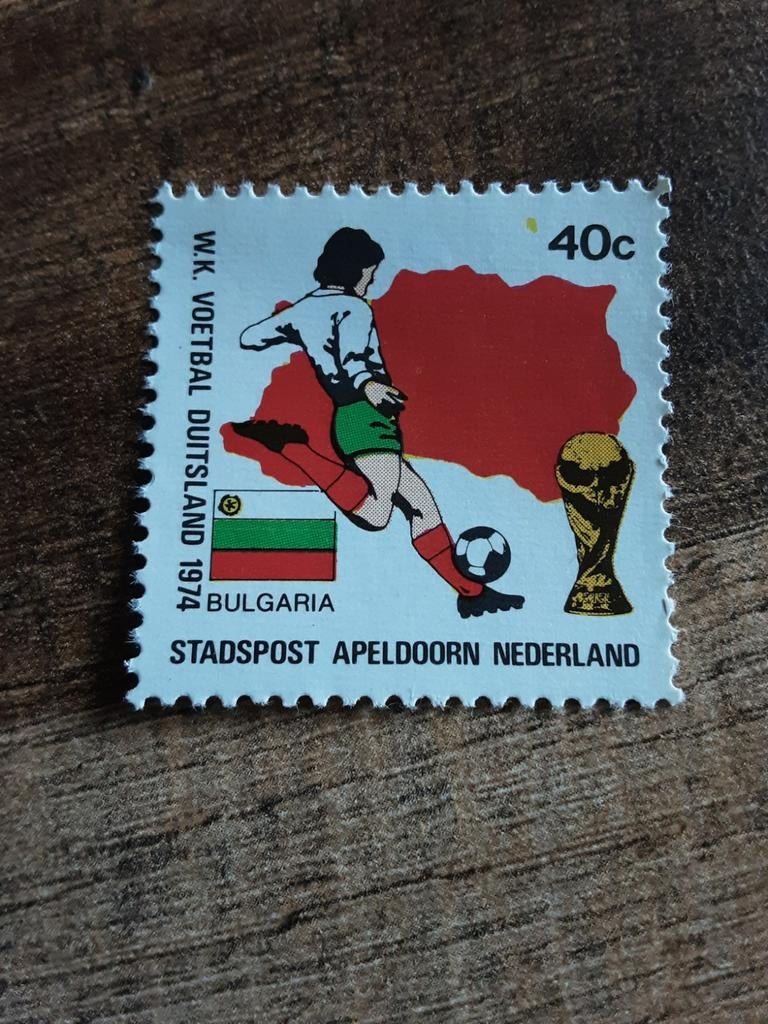 40c
W.K. VOETBAL DUITSLAND 1974
BULGARIA
STADSPOST APELDOORN NEDERLAND